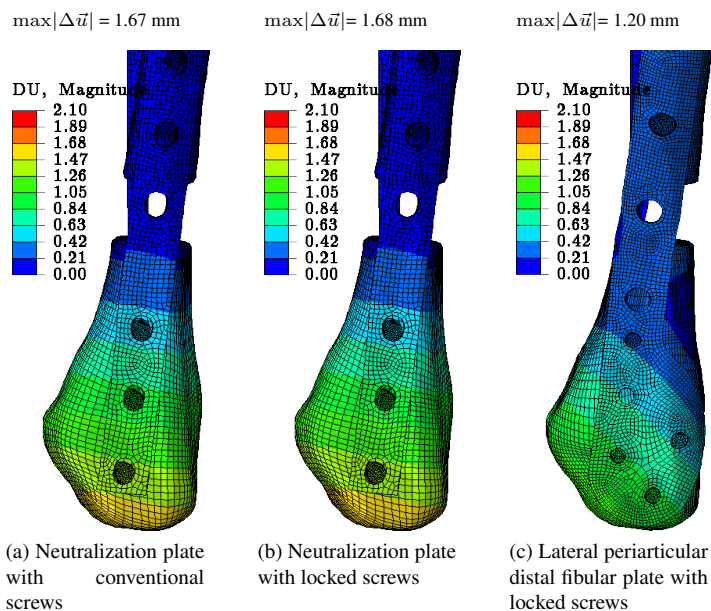 max|Δu⃗| = 1.67 mm
max|Δu⃗| = 1.68 mm
max|Δu⃗| = 1.20 mm
DU, Magnitude
2.10
1.89
1.68
1.47
1.26
1.05
0.84
0.63
0.42
0.21
0.00
DU, Magnitude
2.10
1.89
1.68
1.47
1.26
1.05
0.84
0.63
0.42
0.21
0.00
DU, Magnitude
2.10
1.89
1.68
1.47
1.26
1.05
0.84
0.63
0.42
0.21
0.00
(a) Neutralization plate
with conventional
screws
(b) Neutralization plate
with locked screws
(c) Lateral periarticular
distal fibular plate with
locked screws